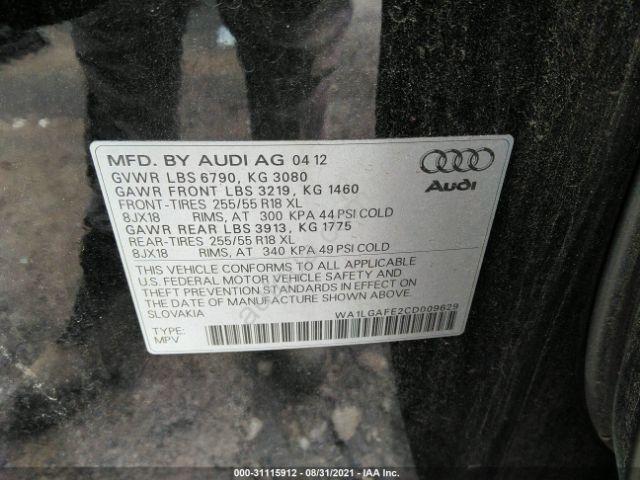 MFD. BY AUDI AG 04 12
GVWR LBS 6790, KG 3080
GAWR FRONT LBS 3219, KG 1460
FRONT-TIRES 255/55 R18 XL
8JX18 RIMS, AT 300 KPA 44 PSI COLD
GAWR REAR LBS 3913, KG 1775
REAR-TIRES 255/55 R18 XL
8JX18 RIMS, AT 340 KPA 49 PSI COLD
THIS VEHICLE CONFORMS TO ALL APPLICABLE
U.S. FEDERAL MOTOR VEHICLE SAFETY AND
THEFT PREVENTION STANDARDS IN EFFECT ON
THE DATE OF MANUFACTURE SHOWN ABOVE.
SLOVAKIA WA1LGAFE2CD009629
TYPE:
MPV
Audi
000-31115912 - 08/31/2021 - IAA Inc.